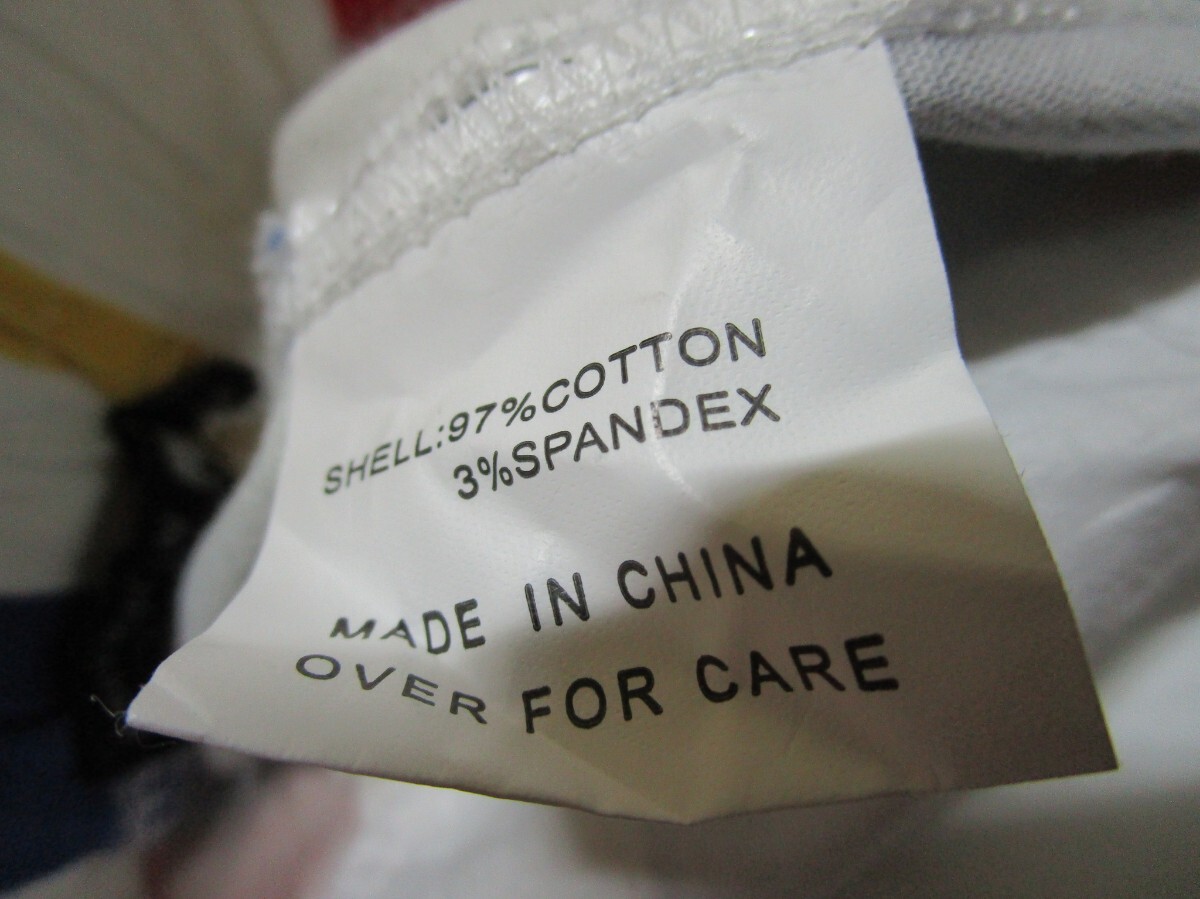 SHELL:97%COTTON
3%SPANDEX
MADE IN CHINA
OVER FOR CARE